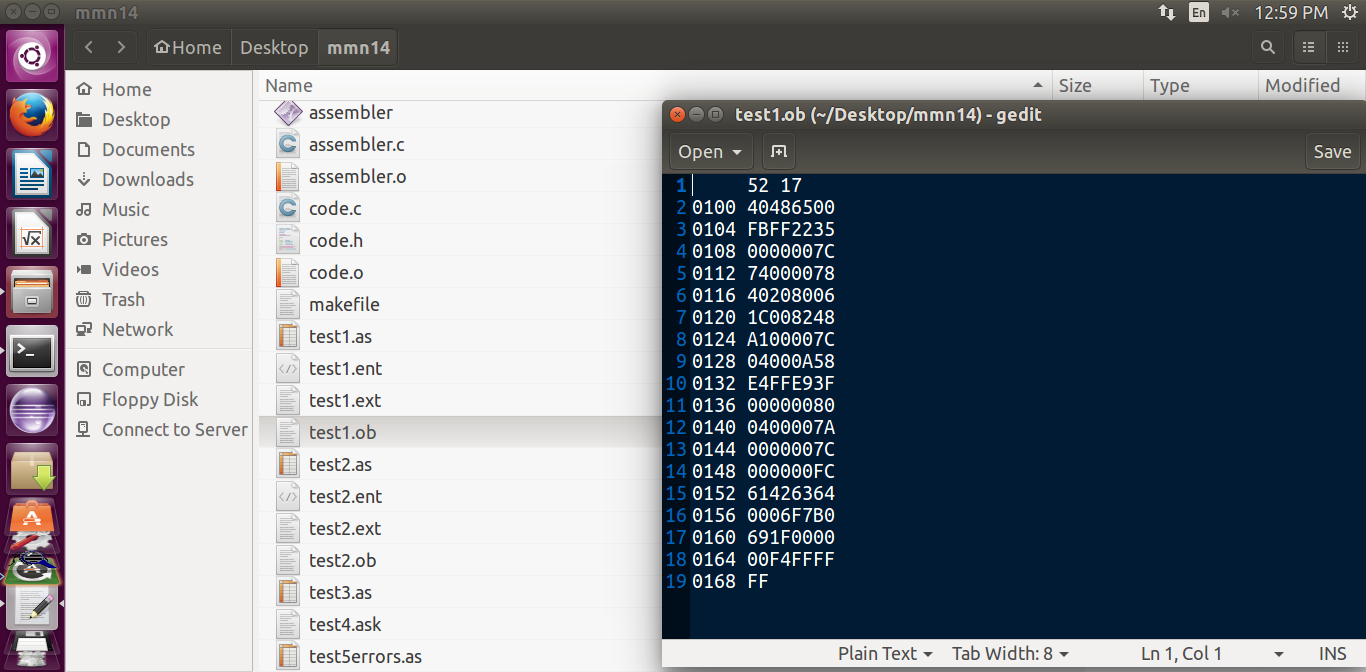 mmn14
En
12:59 PM
Home
Desktop
mmn14
Home
Desktop
Documents
Downloads
Music
Pictures
Videos
Trash
Network
Computer
Floppy Disk
Connect to Server
Name
Size
Type
Modified
assembler
assembler.c
assembler.o
code.c
code.h
code.o
makefile
test1.as
test1.ent
test1.ext
test1.ob
test2.as
test2.ent
test2.ext
test2.ob
test3.as
test4.ask
test5errors.as
test1.ob (~/Desktop/mmn14) - gedit
Open
Save
1 52 17
2 0100 40486500
3 0104 FBFF2235
4 0108 0000007C
5 0112 74000078
6 0116 40208006
7 0120 1C008248
8 0124 A100007C
9 0128 04000A58
10 0132 E4FFE93F
11 0136 00000080
12 0140 0400007A
13 0144 0000007C
14 0148 000000FC
15 0152 61426364
16 0156 0006F7B0
17 0160 691F0000
18 0164 00F4FFFF
19 0168 FF
Plain Text
Tab Width: 8
Ln 1, Col 1
INS